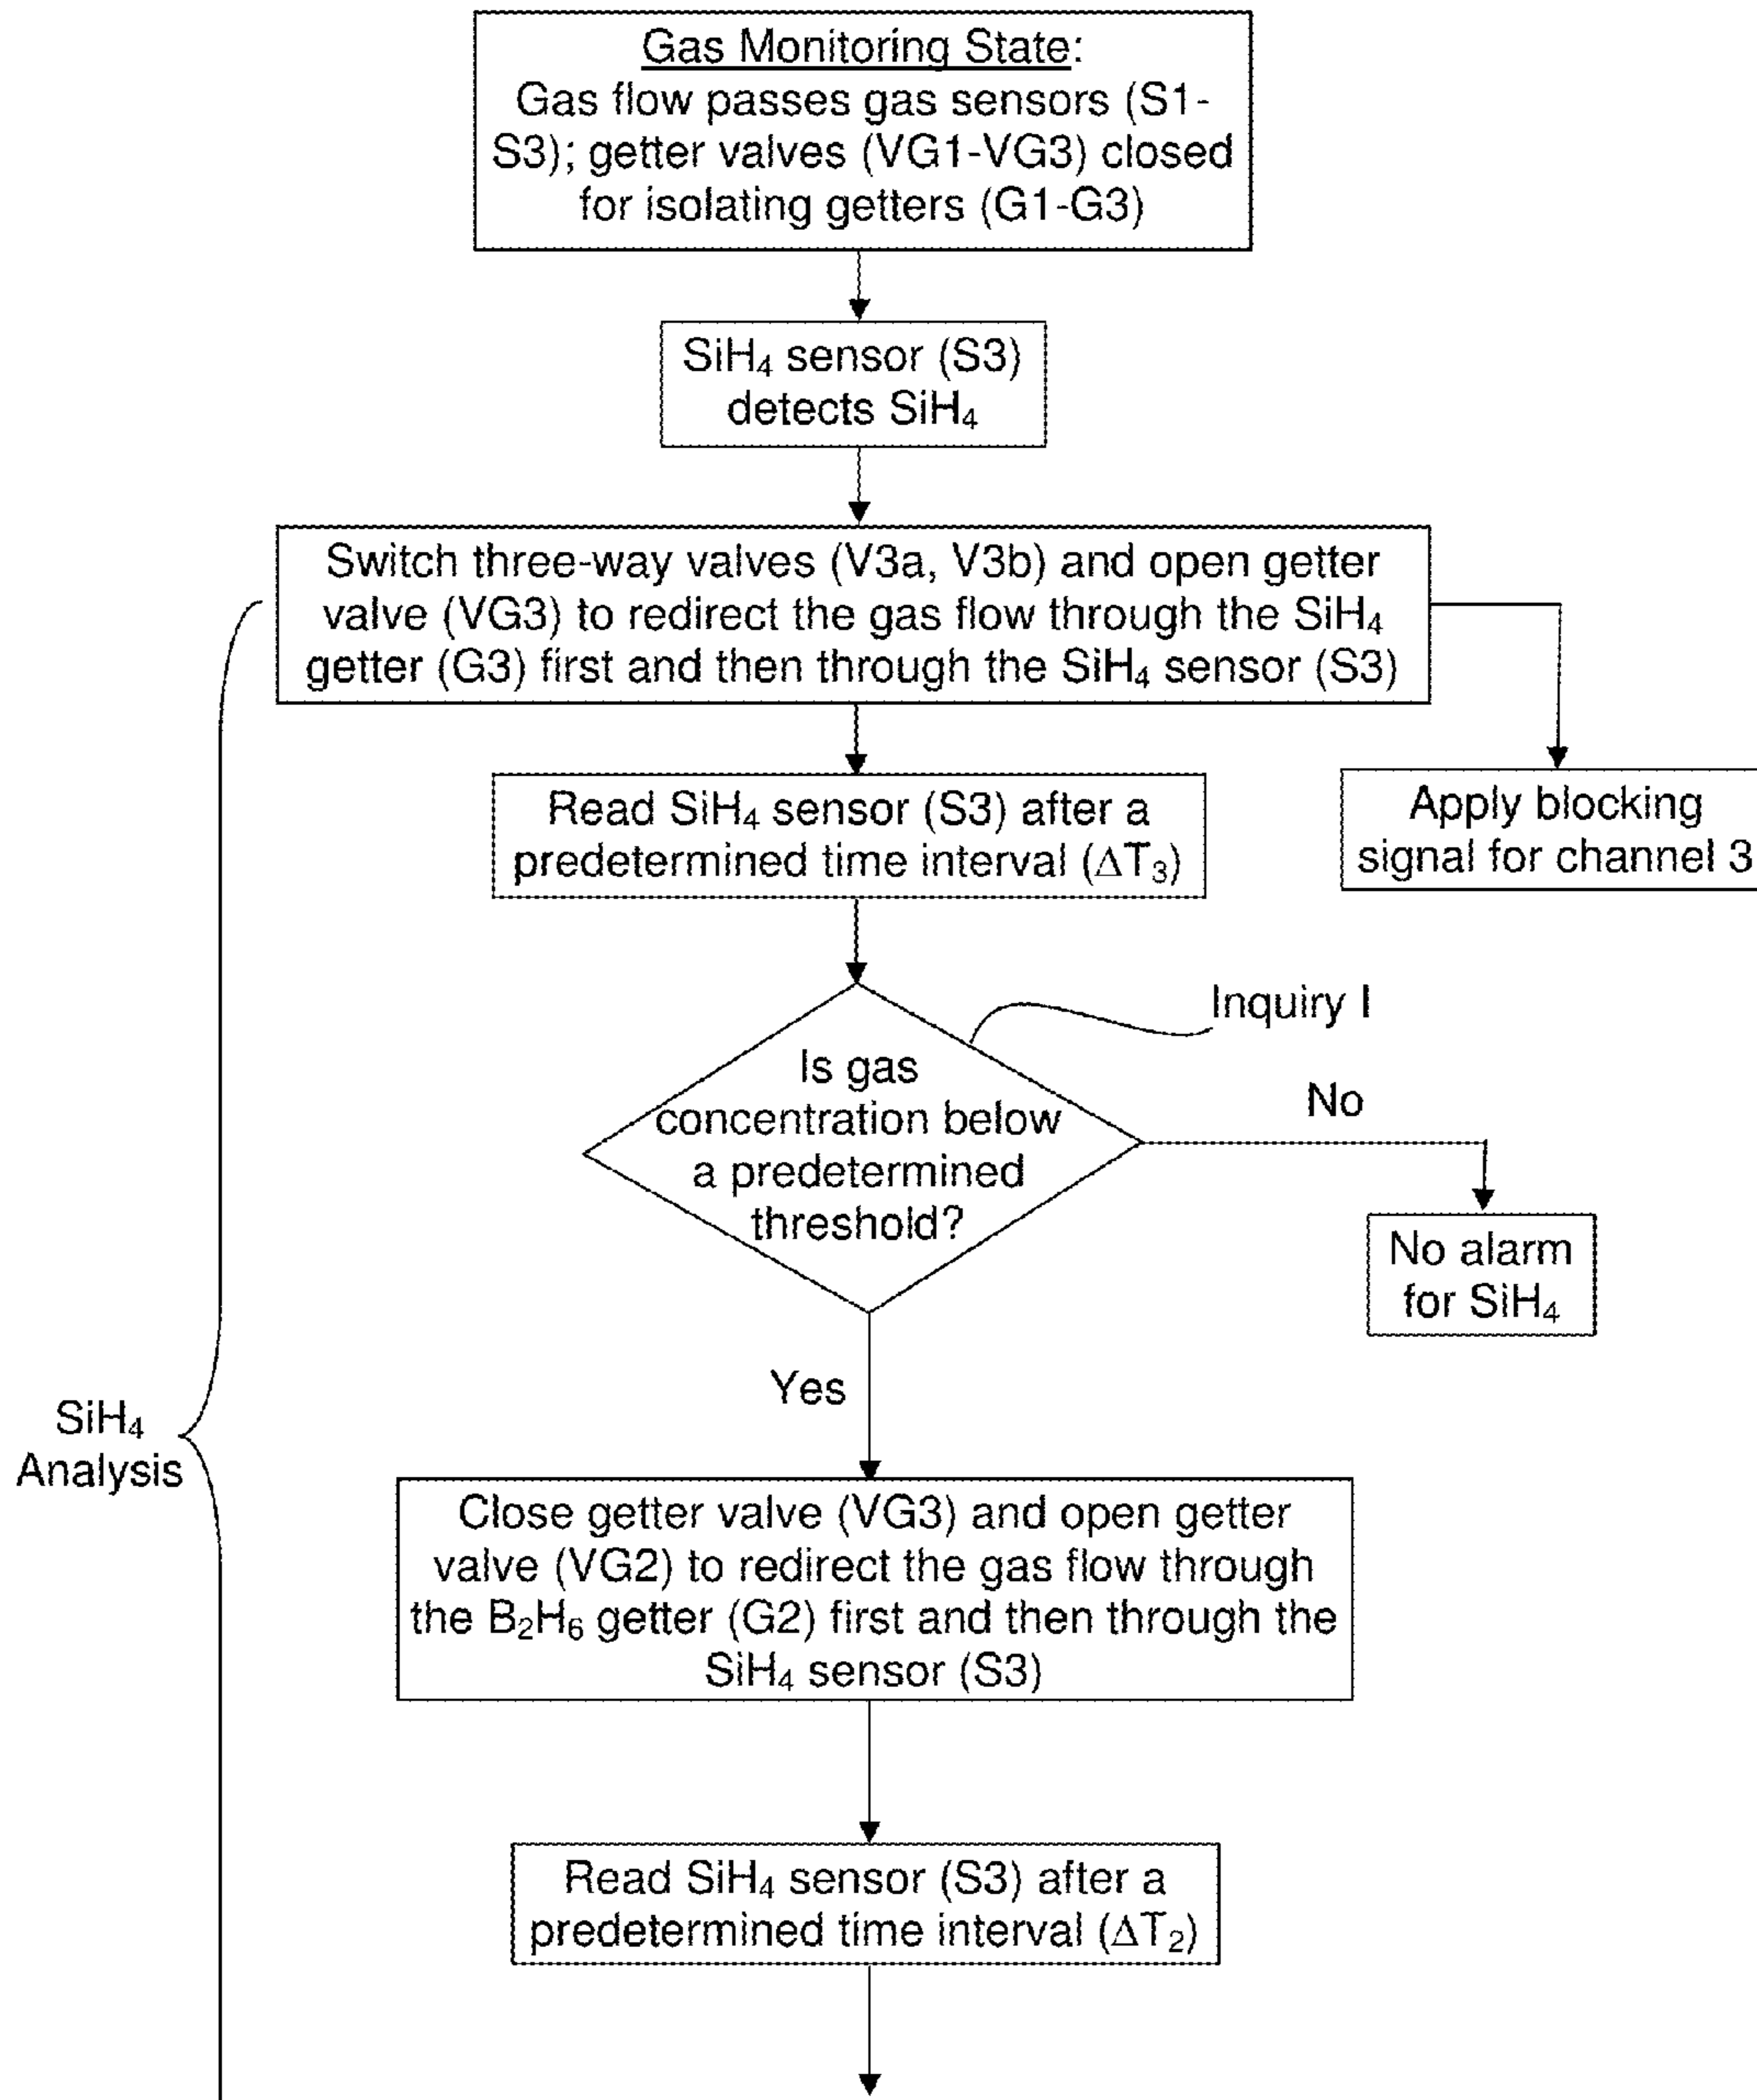 Gas Monitoring State:
Gas flow passes gas sensors (S1-
S3); getter valves (VG1-VG3) closed
for isolating getters (G1-G3)
SiH₄ sensor (S3)
detects SiH₄
Switch three-way valves (V3a, V3b) and open getter
valve (VG3) to redirect the gas flow through the SiH₄
getter (G3) first and then through the SiH₄ sensor (S3)
Read SiH₄ sensor (S3) after a
predetermined time interval (ΔT₃)
Apply blocking
signal for channel 3
Inquiry I
Is gas
concentration below
a predetermined
threshold?
No
No alarm
for SiH₄
Yes
SiH₄
Analysis
Close getter valve (VG3) and open getter
valve (VG2) to redirect the gas flow through
the B₂H₆ getter (G2) first and then through the
SiH₄ sensor (S3)
Read SiH₄ sensor (S3) after a
predetermined time interval (ΔT₂)